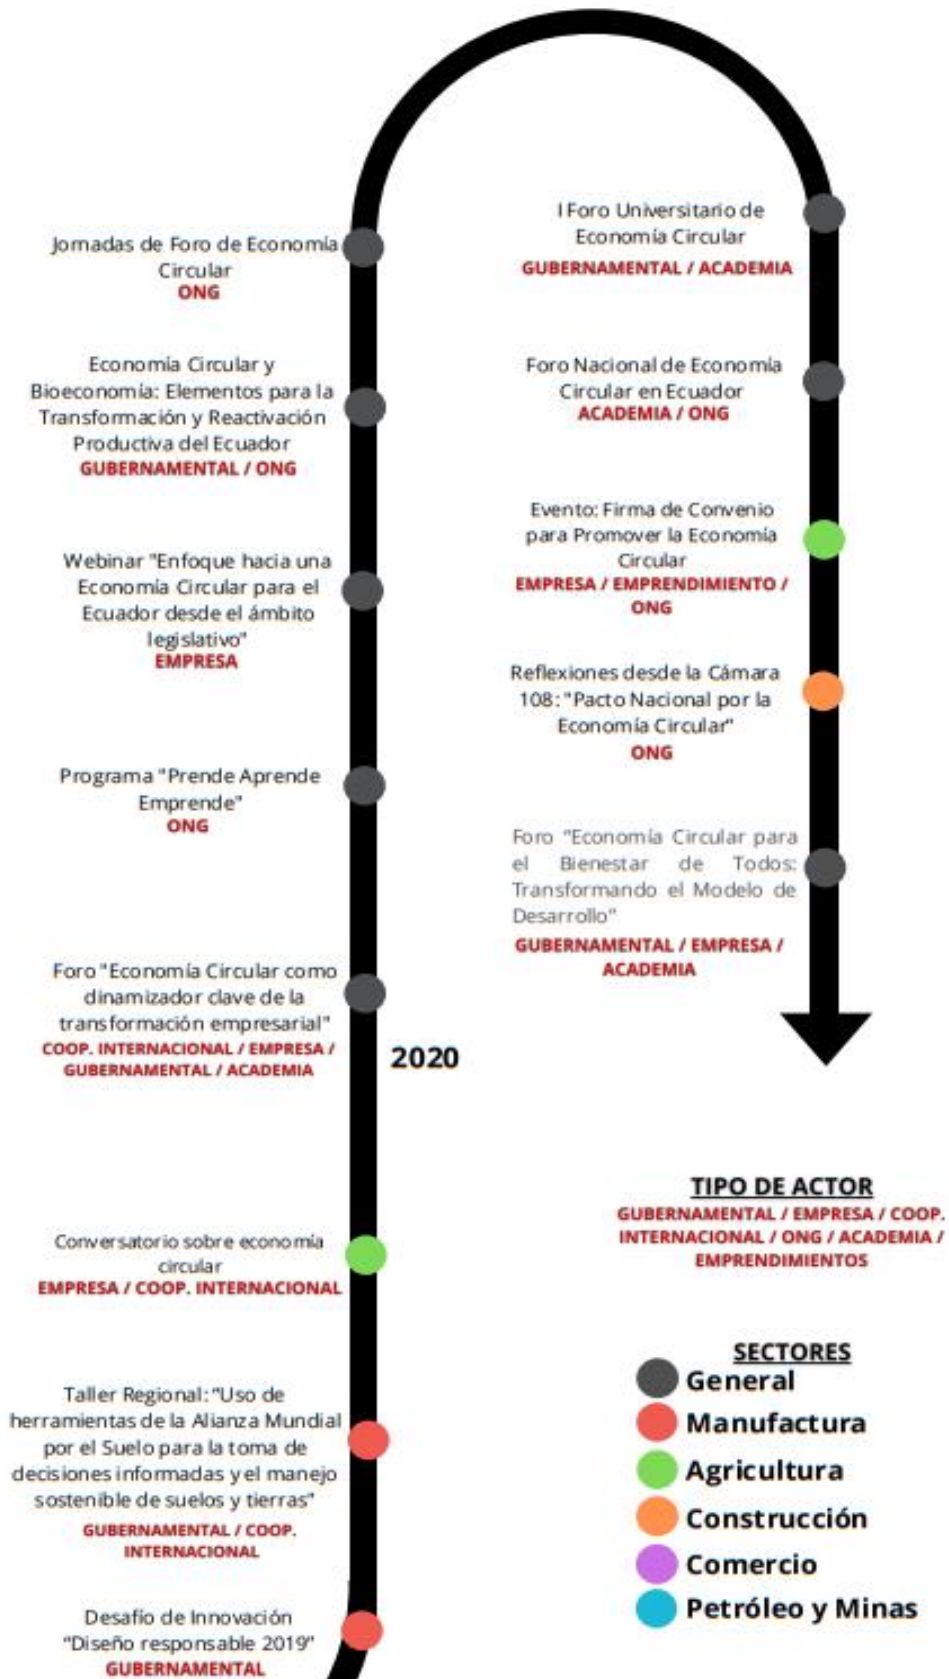 Jornadas de Foro de Economía
Circular
ONG
Economía Circular y
Bioeconomía: Elementos para la
Transformación y Reactivación
Productiva del Ecuador
GUBERNAMENTAL / ONG
Webinar "Enfoque hacia una
Economía Circular para el
Ecuador desde el ámbito
legislativo"
EMPRESA
Programa "Prende Aprende
Emprende"
ONG
Foro "Economía Circular como
dinamizador clave de la
transformación empresarial"
COOP. INTERNACIONAL / EMPRESA /
GUBERNAMENTAL / ACADEMIA
2020
Conversatorio sobre economía
circular
EMPRESA / COOP. INTERNACIONAL
Taller Regional: “Uso de
herramientas de la Alianza Mundial
por el Suelo para la toma de
decisiones informadas y el manejo
sostenible de suelos y tierras”
GUBERNAMENTAL / COOP.
INTERNACIONAL
Desafío de Innovación
“Diseño responsable 2019”
GUBERNAMENTAL
I Foro Universitario de
Economía Circular
GUBERNAMENTAL / ACADEMIA
Foro Nacional de Economía
Circular en Ecuador
ACADEMIA / ONG
Evento: Firma de Convenio
para Promover la Economía
Circular
EMPRESA / EMPRENDIMIENTO /
ONG
Reflexiones desde la Cámara
108: "Pacto Nacional por la
Economía Circular"
ONG
Foro "Economía Circular para
el Bienestar de Todos:
Transformando el Modelo de
Desarrollo"
GUBERNAMENTAL / EMPRESA /
ACADEMIA
TIPO DE ACTOR
GUBERNAMENTAL / EMPRESA / COOP.
INTERNACIONAL / ONG / ACADEMIA /
EMPRENDIMIENTOS
SECTORES
General
Manufactura
Agricultura
Construcción
Comercio
Petróleo y Minas